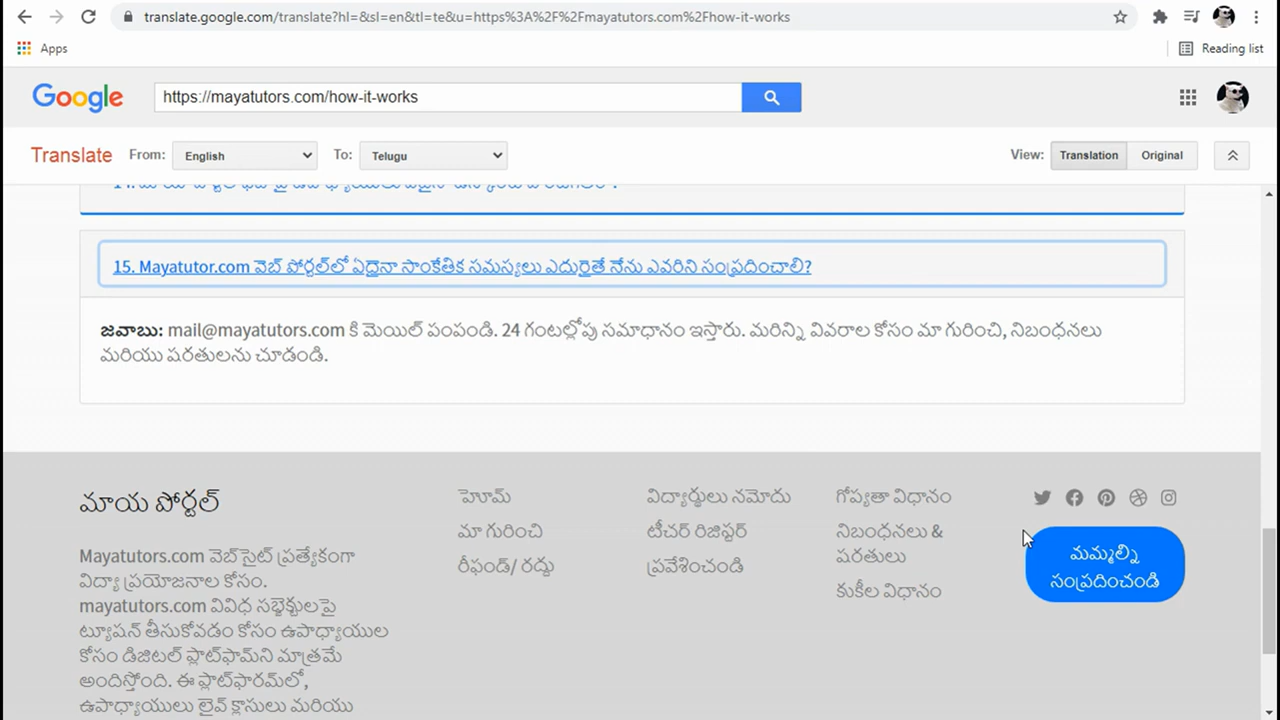 translate.google.com/translate?hl=&sl=en&tl=te&u=https%3A%2F%2Fmayatutors.com%2Fhow-it-works
Apps
Reading list
Google
https://mayatutors.com/how-it-works
Translate From: English To: Telugu View: Translation Original
15. Mayatutor.com వెబ్ పోర్టల్‌లో ఏదైనా సాంకేతిక సమస్యలు ఎదురైతే నేను ఎవరిని సంప్రదించాలి?
జవాబు: mail@mayatutors.com కి మెయిల్ పంపండి. 24 గంటల్లోపు సమాధానం ఇస్తారు. మరిన్ని వివరాల కోసం మా గురించి, నిబంధనలు
మరియు షరతులను చూడండి.
మాయ పోర్టల్
Mayatutors.com వెబ్‌సైట్ ప్రత్యేకంగా
విద్యా ప్రయోజనాల కోసం.
mayatutors.com వివిధ సబ్జెక్టులపై
ట్యూషన్ తీసుకోవడం కోసం ఉపాధ్యాయుల
కోసం డిజిటల్ ప్లాట్‌ఫామ్‌ని మాత్రమే
అందిస్తోంది. ఈ ప్లాట్‌ఫారమ్‌లో,
ఉపాధ్యాయులు లైవ్ క్లాసులు మరియు
హొమ్
మా గురించి
రీఫండ్/ రద్దు
విద్యార్థులు నమోదు
టీచర్ రిజిష్టర్
ప్రవేశించండి
గోప్యతా విధానం
నిబంధనలు &
షరతులు
కుకీల విధానం
మమ్మల్ని
సంప్రదించండి